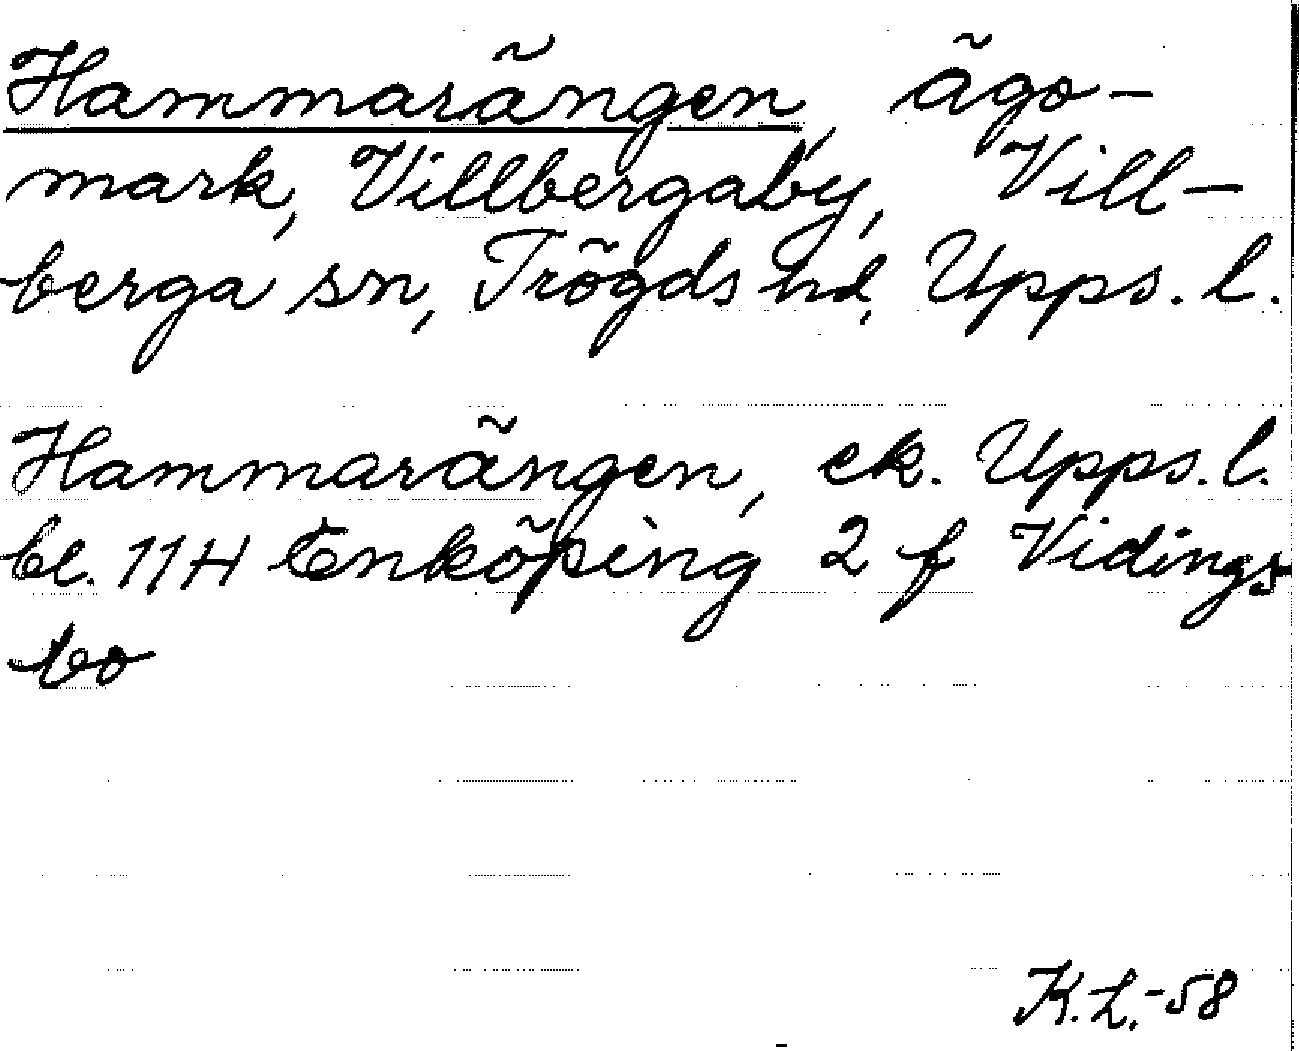 Hammarängen, ägo-
mark, Villbergaby, Vill-
berga sn, Trögds hd, Upps. l.
Hammarängen, ek. Upps. l.
bl. 11H Enköping 2 f Vidings
bo
K.L.-58